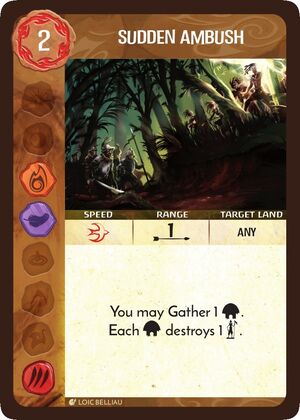 2
SUDDEN AMBUSH
SPEED RANGE TARGET LAND
1 ANY
You may Gather 1 .
Each destroys 1 .
LOIC BELLIAU